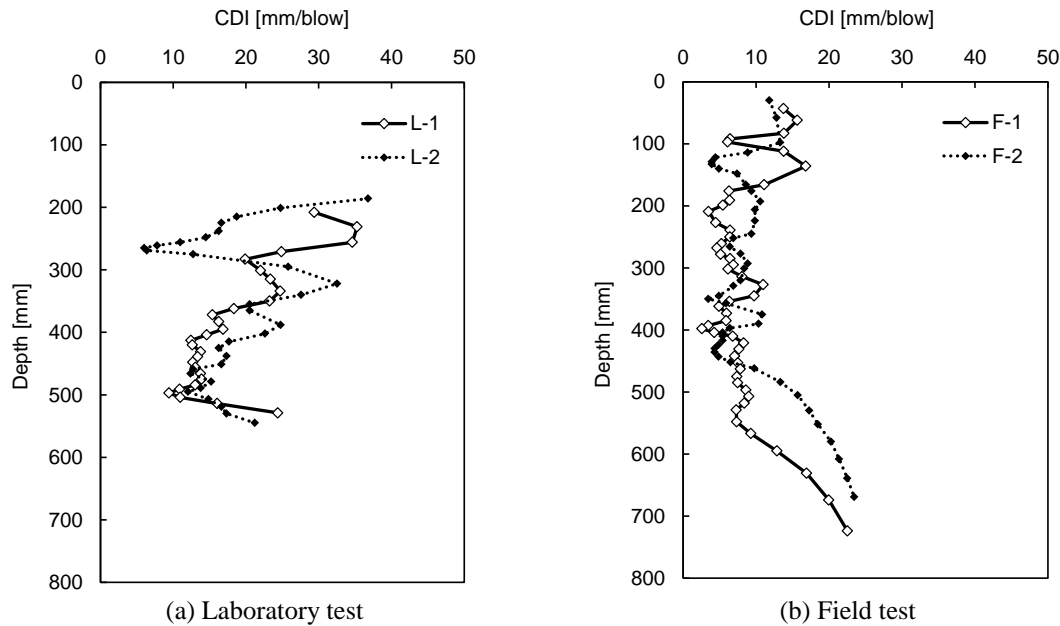 CDI [mm/blow]
0 10 20 30 40 50
0
100
200
300
400
500
600
700
800
Depth [mm]
L-1
L-2
(a) Laboratory test
CDI [mm/blow]
0 10 20 30 40 50
0
100
200
300
400
500
600
700
800
Depth [mm]
F-1
F-2
(b) Field test